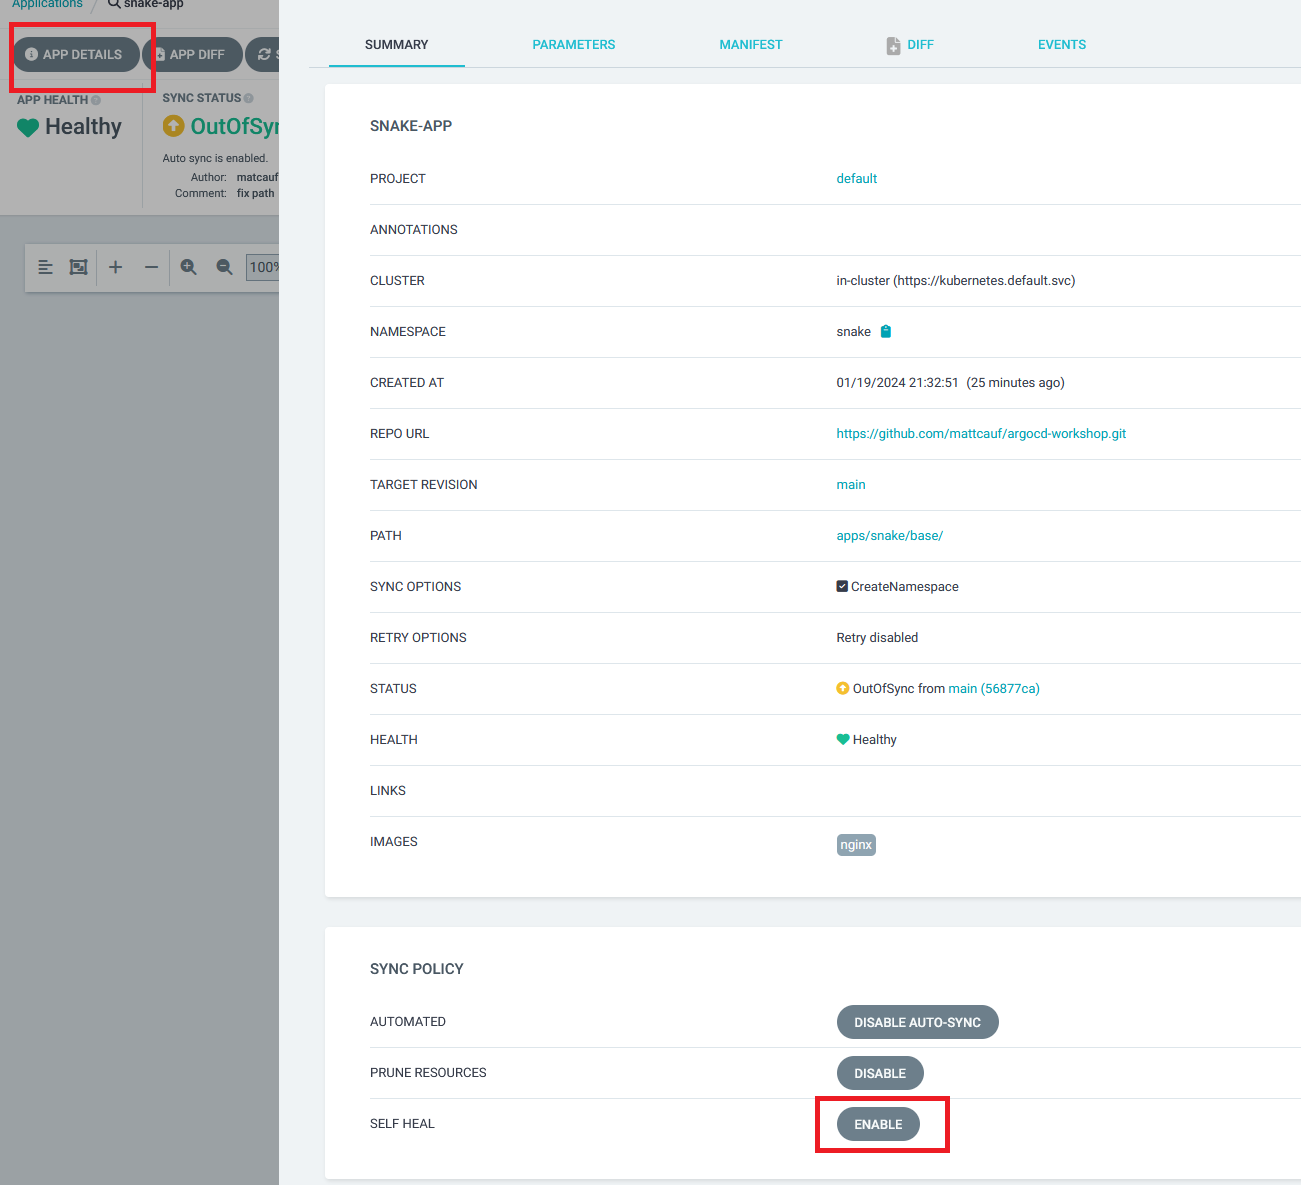 Applications / snake-app
APP DETAILS APP DIFF
APP HEALTH
Healthy
SYNC STATUS
OutOfSyn
Auto sync is enabled.
Author: matcauf
Comment: fix path
100%
SUMMARY PARAMETERS MANIFEST DIFF EVENTS
SNAKE-APP
PROJECT default
ANNOTATIONS
CLUSTER in-cluster (https://kubernetes.default.svc)
NAMESPACE snake
CREATED AT 01/19/2024 21:32:51 (25 minutes ago)
REPO URL https://github.com/mattcauf/argocd-workshop.git
TARGET REVISION main
PATH apps/snake/base/
SYNC OPTIONS CreateNamespace
RETRY OPTIONS Retry disabled
STATUS OutOfSync from main (56877ca)
HEALTH Healthy
LINKS
IMAGES nginx
SYNC POLICY
AUTOMATED DISABLE AUTO-SYNC
PRUNE RESOURCES DISABLE
SELF HEAL ENABLE